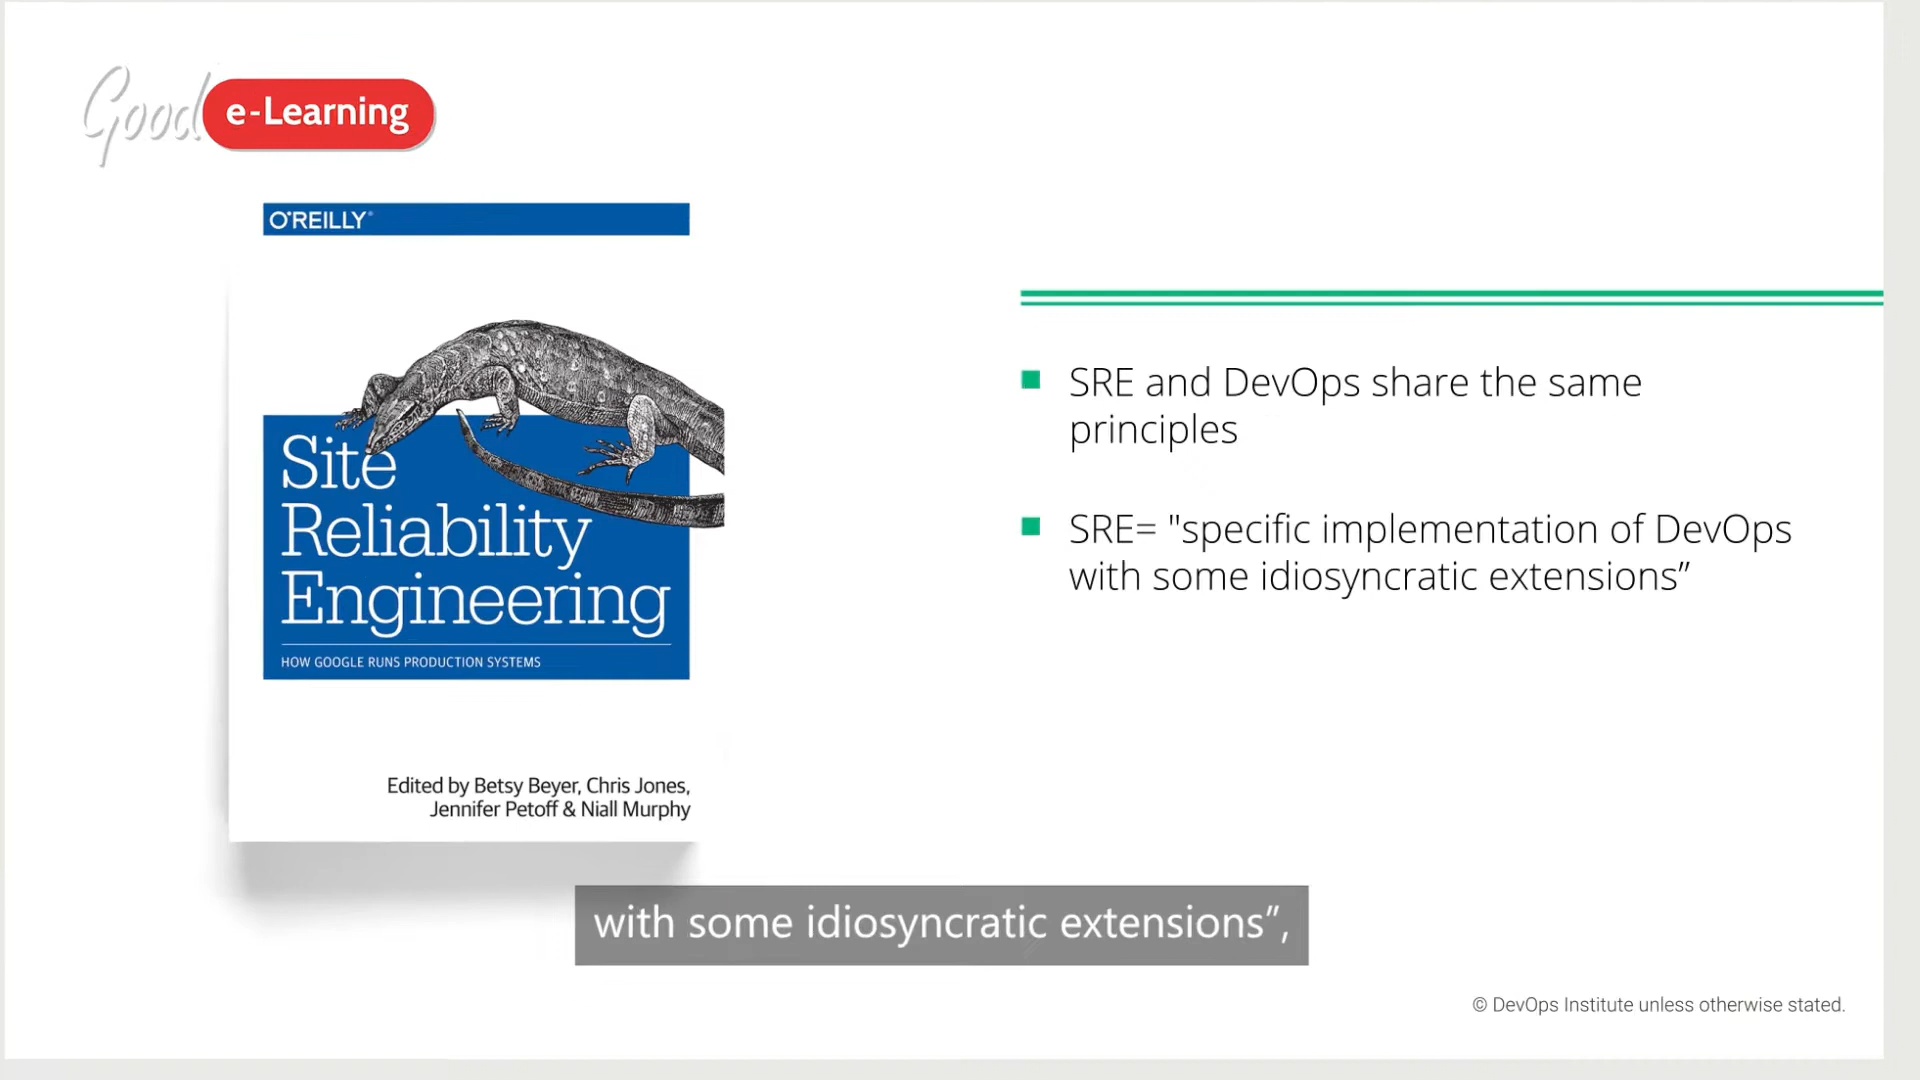 Good e-Learning
O'REILLY®
Site
Reliability
Engineering
HOW GOOGLE RUNS PRODUCTION SYSTEMS
Edited by Betsy Beyer, Chris Jones,
Jennifer Petoff & Niall Murphy
SRE and DevOps share the same
principles
SRE= "specific implementation of DevOps
with some idiosyncratic extensions”
with some idiosyncratic extensions”,
© DevOps Institute unless otherwise stated.